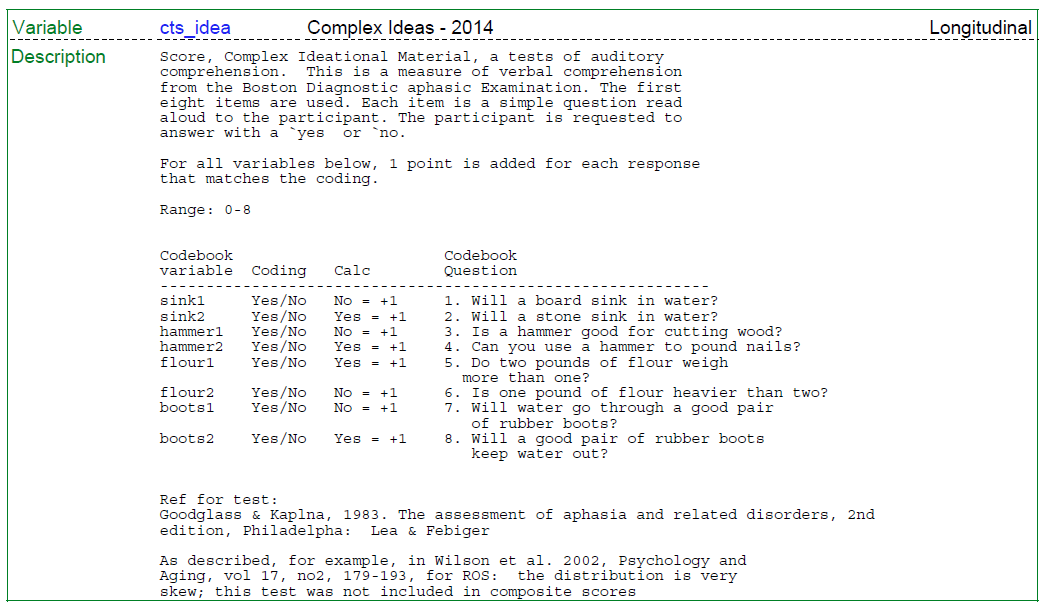 Variable cts_idea Complex Ideas - 2014 Longitudinal
Description Score, Complex Ideational Material, a tests of auditory
comprehension. This is a measure of verbal comprehension
from the Boston Diagnostic aphasic Examination. The first
eight items are used. Each item is a simple question read
aloud to the participant. The participant is requested to
answer with a `yes or `no.
For all variables below, 1 point is added for each response
that matches the coding.
Range: 0-8
Codebook Codebook
variable Coding Calc Question
------------------------------------------------------------
sink1 Yes/No No = +1 1. Will a board sink in water?
sink2 Yes/No Yes = +1 2. Will a stone sink in water?
hammer1 Yes/No No = +1 3. Is a hammer good for cutting wood?
hammer2 Yes/No Yes = +1 4. Can you use a hammer to pound nails?
flour1 Yes/No Yes = +1 5. Do two pounds of flour weigh
more than one?
flour2 Yes/No No = +1 6. Is one pound of flour heavier than two?
boots1 Yes/No No = +1 7. Will water go through a good pair
of rubber boots?
boots2 Yes/No Yes = +1 8. Will a good pair of rubber boots
keep water out?
Ref for test:
Goodglass & Kaplna, 1983. The assessment of aphasia and related disorders, 2nd
edition, Philadelpha: Lea & Febiger
As described, for example, in Wilson et al. 2002, Psychology and
Aging, vol 17, no2, 179-193, for ROS: the distribution is very
skew; this test was not included in composite scores